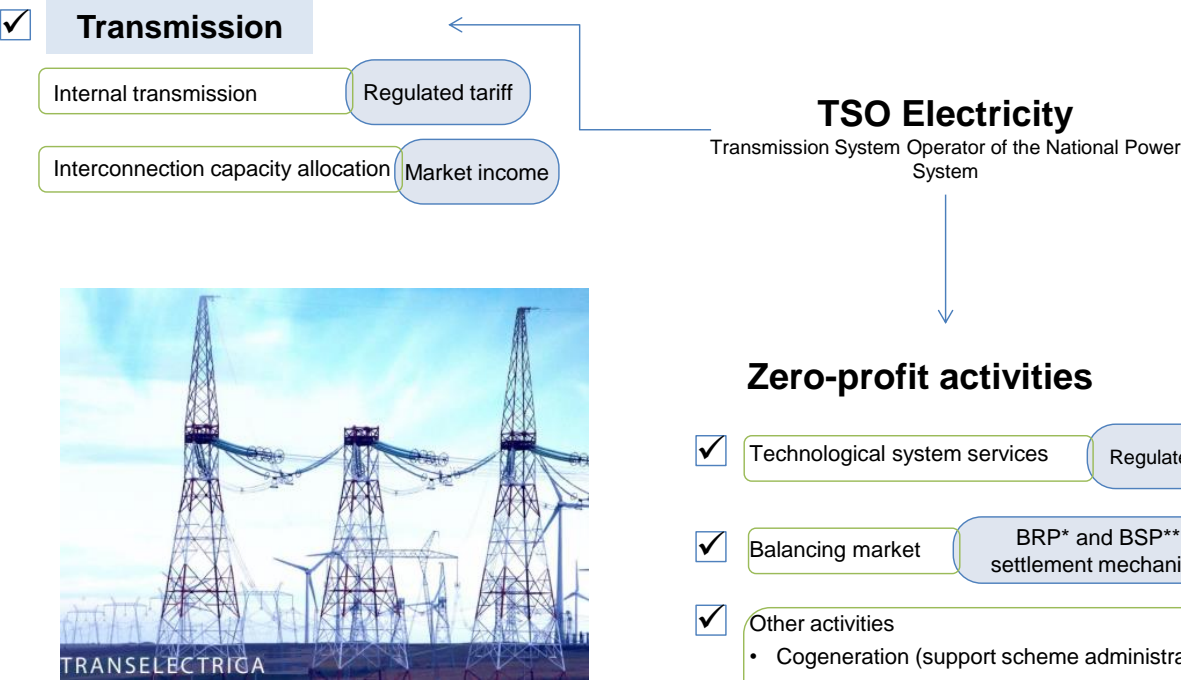 Transmission
Internal transmission
Regulated tariff
Interconnection capacity allocation
Market income
TSO Electricity
Transmission System Operator of the National Power
System
Zero-profit activities
Technological system services
Balancing market
BRP* and BSP**
settlement
Other activities
• Cogeneration (support scheme
TRANSELECTRICA